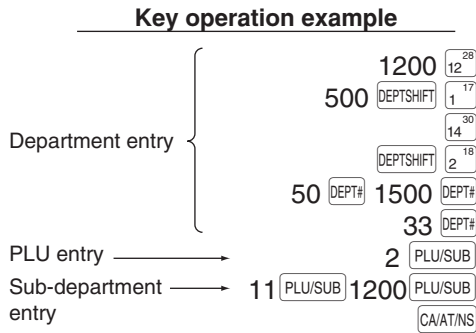 Key operation example
1200 12 28
500 DEPTSHIFT 1 17
14 30
Department entry
DEPTSHIFT 2 18
50 DEPT# 1500 DEPT#
33 DEPT#
PLU entry 2 PLU/SUB
Sub-department 11 PLU/SUB 1200 PLU/SUB
entry
CA/AT/NS